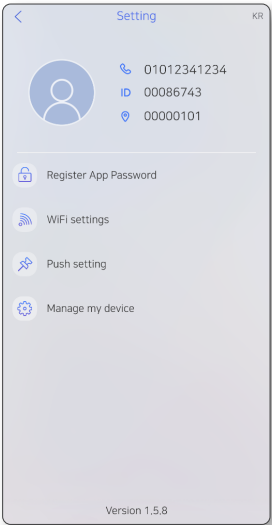 Setting KR
01012341234
ID 00086743
00000101
Register App Password
WiFi settings
Push setting
Manage my device
Version 1.5.8